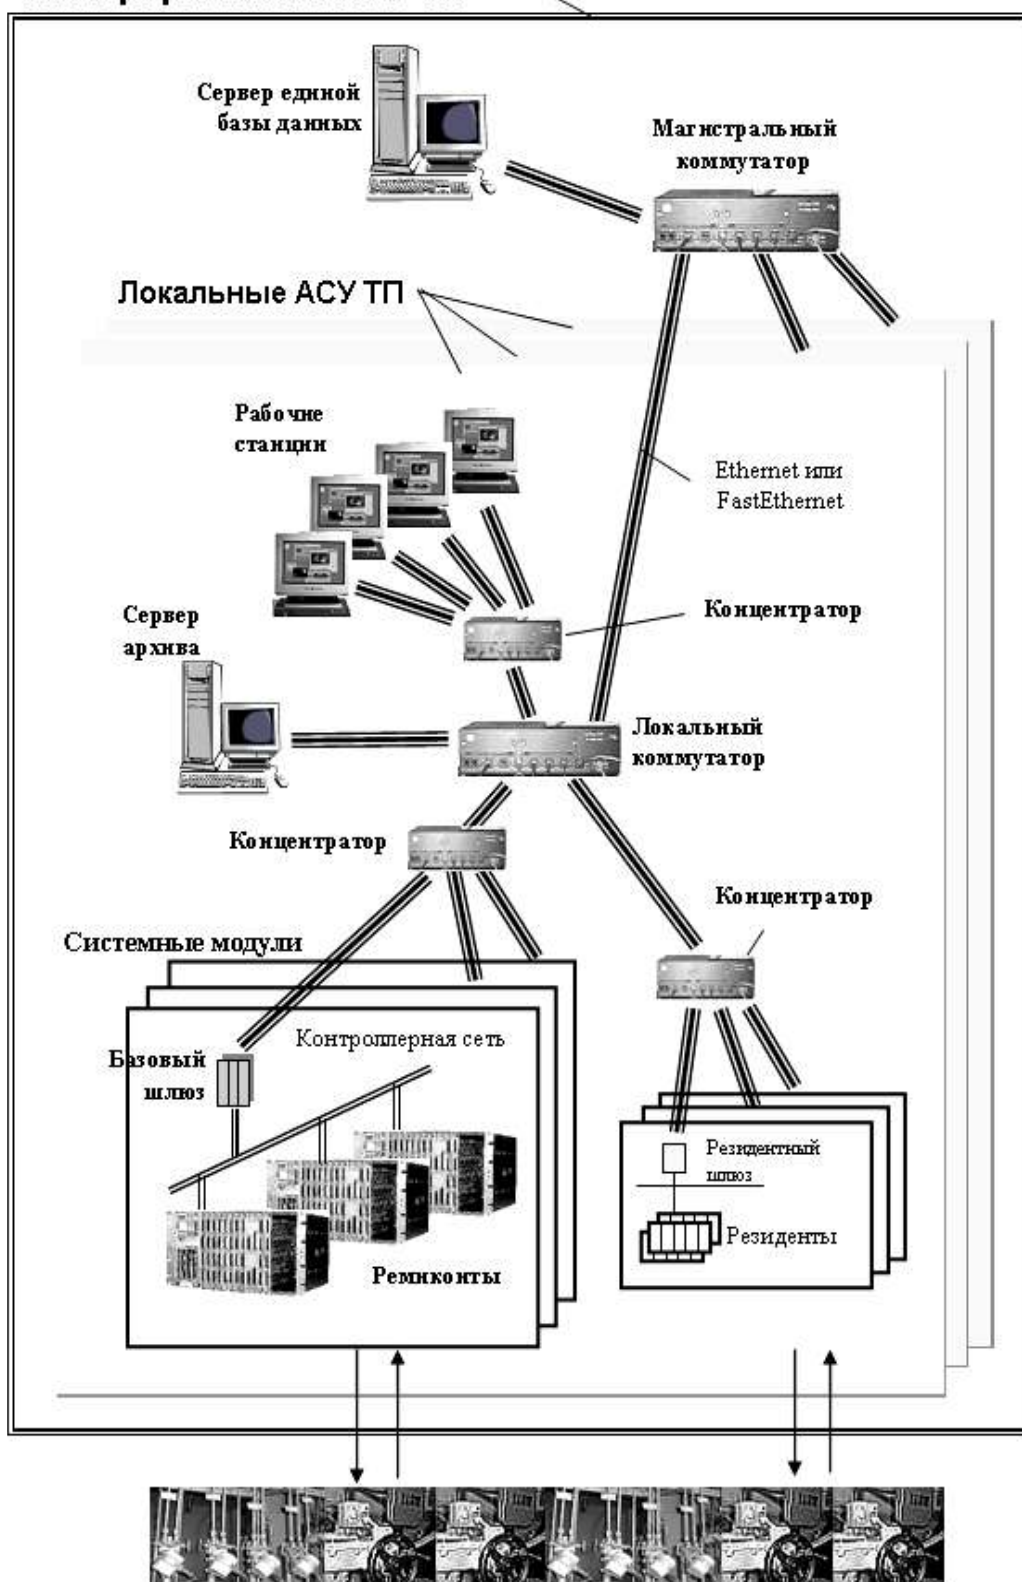 Сервер единой
базы данных
Магистральный
коммутатор
Локальные АСУ ТП
Рабочие
станции
Ethernet или
FastEthernet
Концентратор
Сервер
архива
Локальный
коммутатор
Концентратор
Концентратор
Системные модули
Контроллерная сеть
Базовый
шлюз
Резидентный
шлюз
Резиденты
Ремиконты